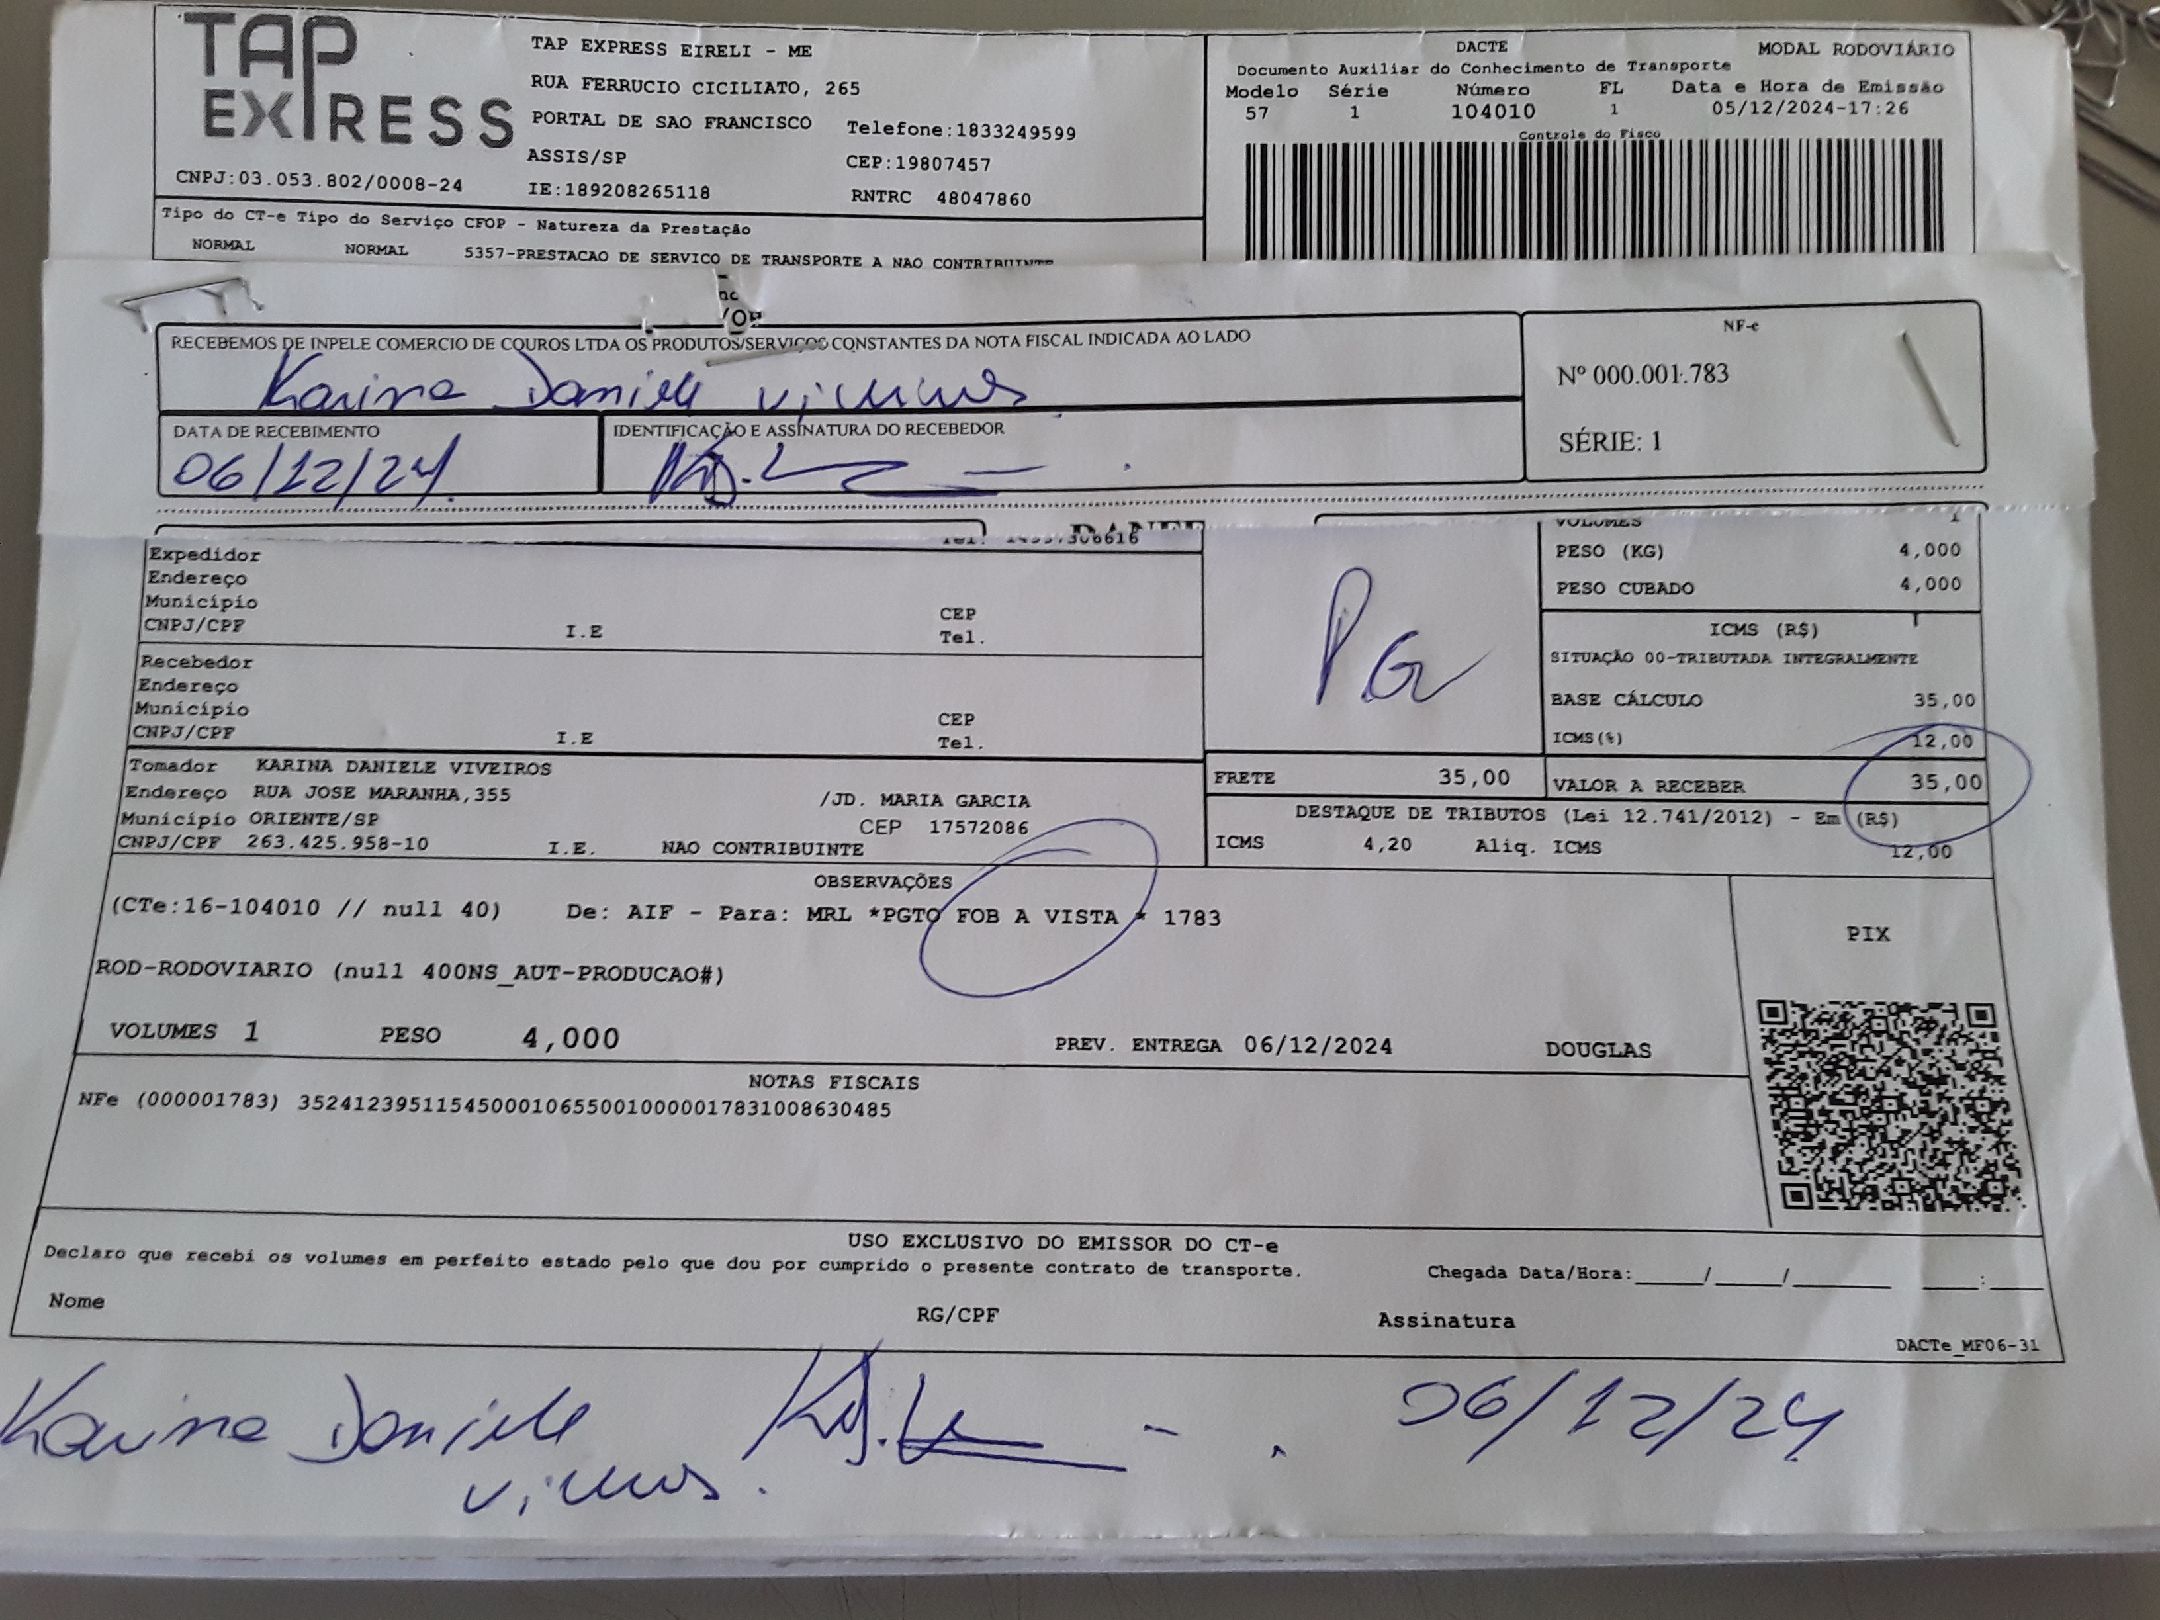 TAP EXPRESS
TAP EXPRESS EIRELI - ME
RUA FERRUCIO CICILIATO, 265
PORTAL DE SAO FRANCISCO Telefone:1833249599
ASSIS/SP CEP:19807457
CNPJ:03.053.802/0008-24 IE:189208265118 RNTRC 48047860
DACTE MODAL RODOVIÁRIO
Documento Auxiliar do Conhecimento de Transporte
Modelo Série Número FL Data e Hora de Emissão
57 1 104010 1 05/12/2024-17:26
Controle do Fisco
Tipo do CT-e Tipo do Serviço CFOP - Natureza da Prestação
NORMAL NORMAL 5357-PRESTACAO DE SERVICO DE TRANSPORTE A NAO CONTRIBUINTE
RECEBEMOS DE INPELE COMERCIO DE COUROS LTDA OS PRODUTOS/SERVIÇOS CONSTANTES DA NOTA FISCAL INDICADA AO LADO
Karina Daniele Viveiros
NF-e
Nº 000.001.783
SÉRIE: 1
DATA DE RECEBIMENTO
06/12/24
IDENTIFICAÇÃO E ASSINATURA DO RECEBEDOR
DANFE
VOLUMES 1
PESO (KG) 4,000
PESO CUBADO 4,000
Expedidor
Endereço
Município CEP
CNPJ/CPF I.E Tel.
Recebedor
Endereço
Município CEP
CNPJ/CPF I.E Tel.
PG
ICMS (R$)
SITUAÇÃO 00-TRIBUTADA INTEGRALMENTE
BASE CÁLCULO 35,00
ICMS(%) 12,00
Tomador KARINA DANIELE VIVEIROS
Endereço RUA JOSE MARANHA,355 /JD. MARIA GARCIA
Município ORIENTE/SP CEP 17572086
CNPJ/CPF 263.425.958-10 I.E. NAO CONTRIBUINTE
FRETE 35,00 VALOR A RECEBER 35,00
DESTAQUE DE TRIBUTOS (Lei 12.741/2012) - Em (R$)
ICMS 4,20 Aliq. ICMS 12,00
OBSERVAÇÕES
(CTe:16-104010 // null 40) De: AIF - Para: MRL *PGTO FOB A VISTA * 1783
ROD-RODOVIARIO (null 400NS_AUT-PRODUCAO#)
VOLUMES 1 PESO 4,000 PREV. ENTREGA 06/12/2024 DOUGLAS
PIX
NOTAS FISCAIS
NFe (000001783) 35241239511545000106550010000017831008630485
USO EXCLUSIVO DO EMISSOR DO CT-e
Declaro que recebi os volumes em perfeito estado pelo que dou por cumprido o presente contrato de transporte. Chegada Data/Hora:_____/_____/_______ ____:____
Nome RG/CPF Assinatura
DACTe_MF06-31
Karina Daniele 06/12/24
Viveiros.